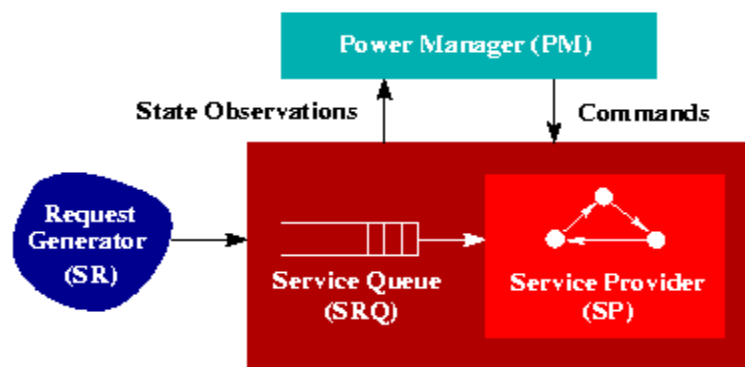 Power Manager (PM)
State Observations
Commands
Request
Generator
(SR)
Service Queue
(SRQ)
Service Provider
(SP)